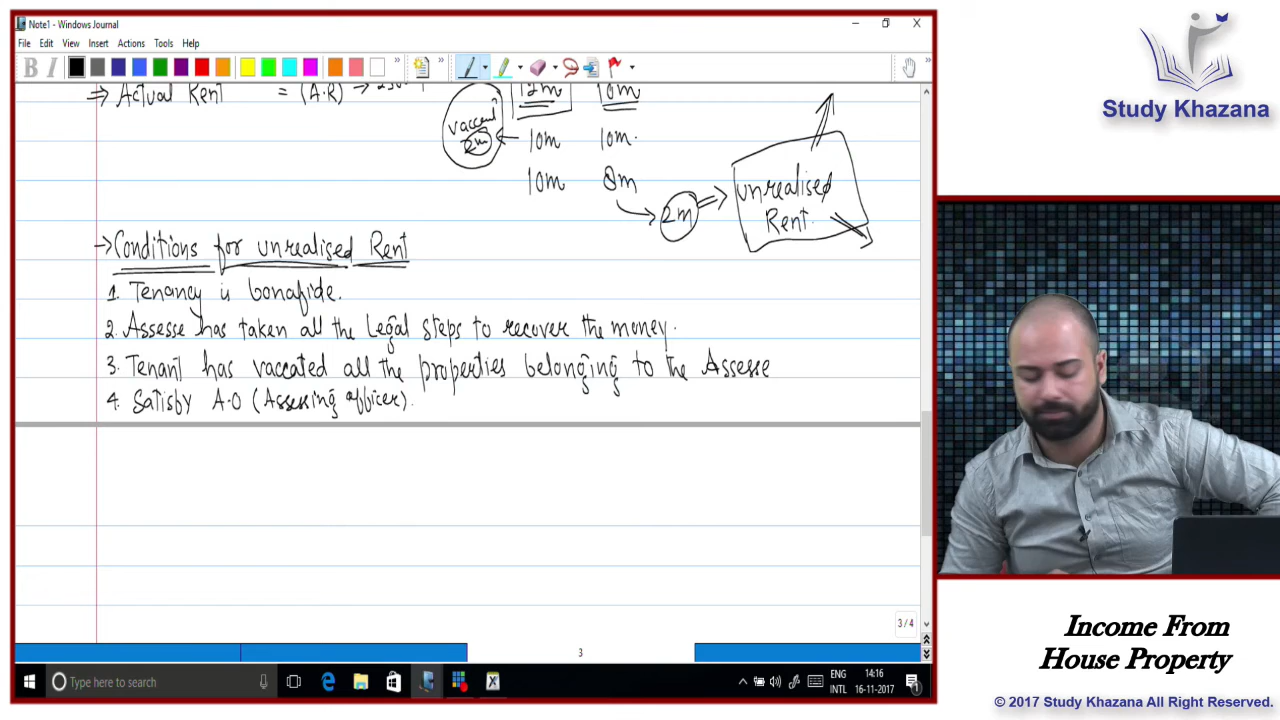 Note1 - Windows Journal
File Edit View Insert Actions Tools Help
Study Khazana
⇒ Actual Rent = (A.R) →
12m 10m
vaccant 2m
10m 10m.
10m 8m
2m ⇒
unrealised
Rent.
→ Conditions for unrealised Rent
1. Tenancy is bonafide.
2. Assesse has taken all the Legal steps to recover the money.
3. Tenant has vaccated all the properties belonging to the Assesse
4. Satisby A.O (Assessing officer).
3/4
3
Type here to search
ENG
INTL
14:16
16-11-2017
1
Income From
House Property
© 2017 Study Khazana All Right Reserved.